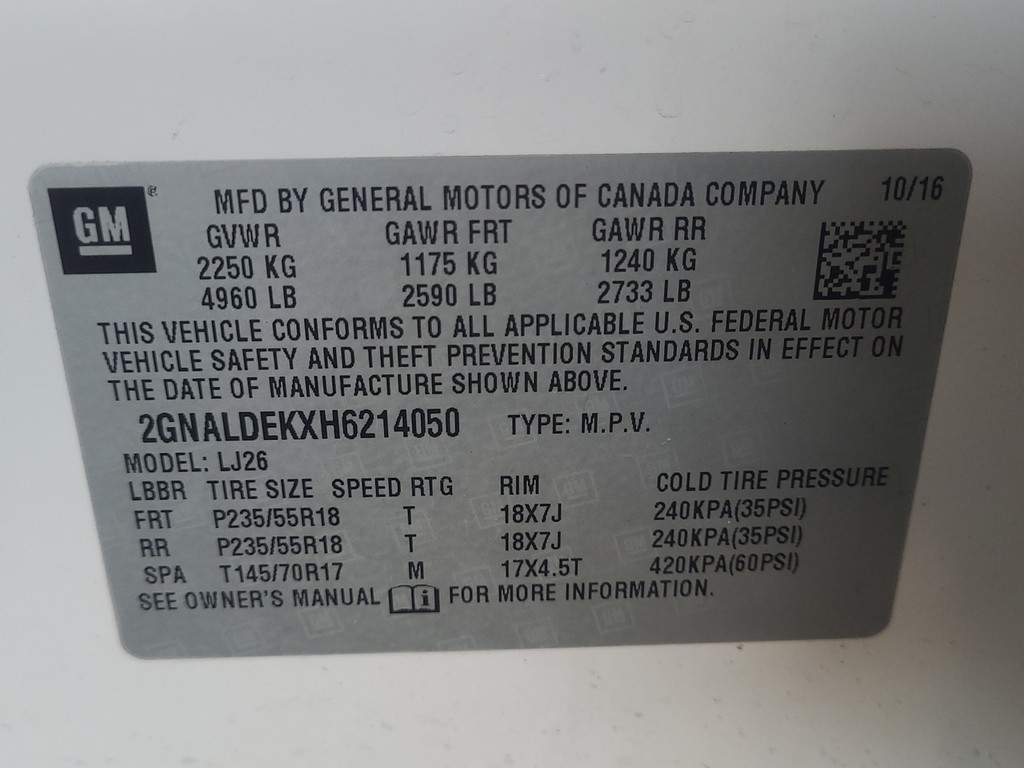 GM ® MFD BY GENERAL MOTORS OF CANADA COMPANY 10/16
GVWR GAWR FRT GAWR RR
2250 KG 1175 KG 1240 KG
4960 LB 2590 LB 2733 LB
THIS VEHICLE CONFORMS TO ALL APPLICABLE U.S. FEDERAL MOTOR
VEHICLE SAFETY AND THEFT PREVENTION STANDARDS IN EFFECT ON
THE DATE OF MANUFACTURE SHOWN ABOVE.
2GNALDEKXH6214050 TYPE: M.P.V.
MODEL: LJ26
LBBR TIRE SIZE SPEED RTG RIM COLD TIRE PRESSURE
FRT P235/55R18 T 18X7J 240KPA(35PSI)
RR P235/55R18 T 18X7J 240KPA(35PSI)
SPA T145/70R17 M 17X4.5T 420KPA(60PSI)
SEE OWNER'S MANUAL i FOR MORE INFORMATION.